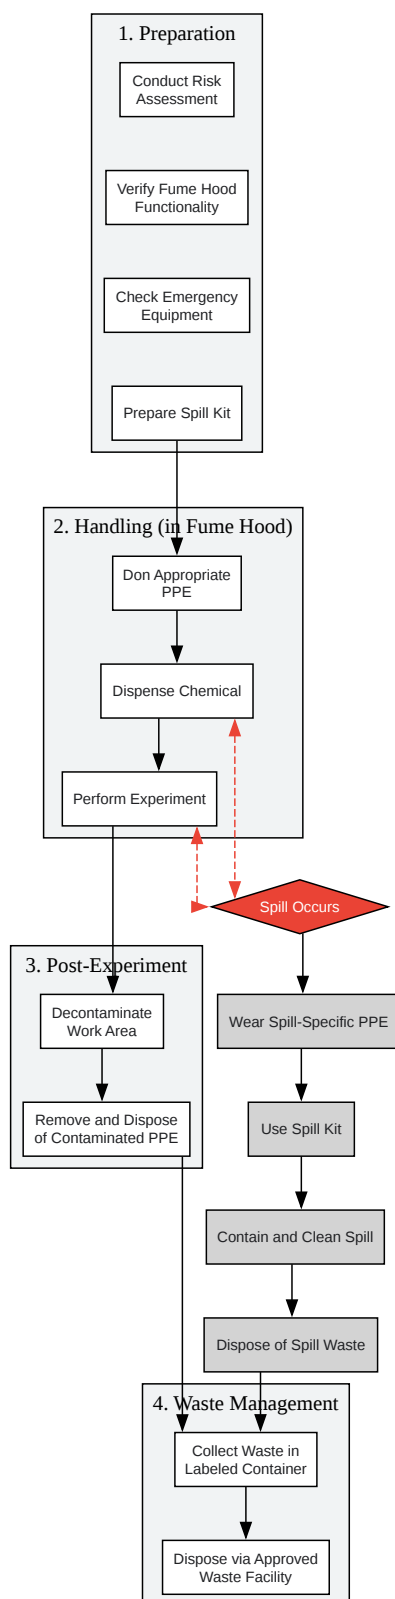 1. Preparation
Conduct Risk
Assessment
Verify Fume Hood
Functionality
Check Emergency
Equipment
Prepare Spill Kit
2. Handling (in Fume Hood)
Don Appropriate
PPE
Dispense Chemical
Perform Experiment
Spill Occurs
3. Post-Experiment
Decontaminate
Work Area
Remove and Dispose
of Contaminated PPE
Wear Spill-Specific PPE
Use Spill Kit
Contain and Clean Spill
Dispose of Spill Waste
4. Waste Management
Collect Waste in
Labeled Container
Dispose via Approved
Waste Facility